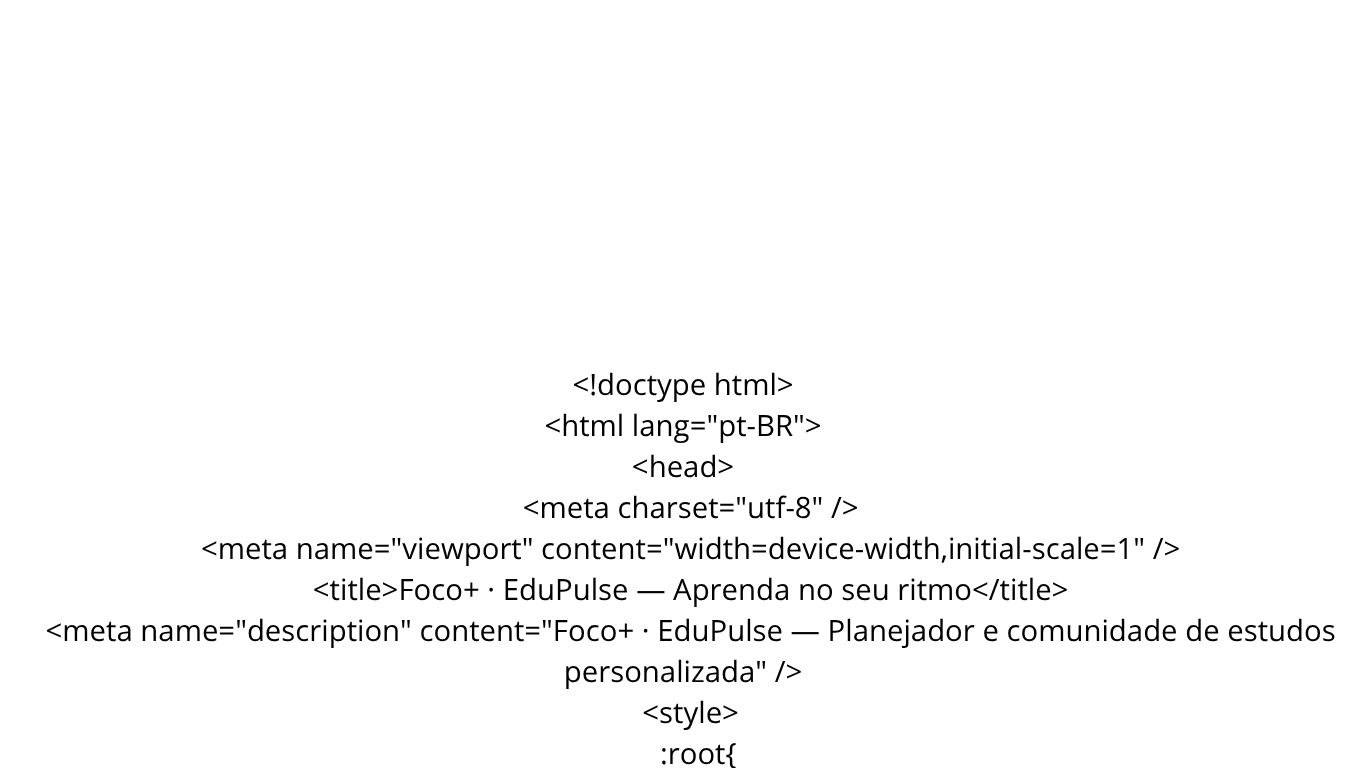 <!doctype html>
<html lang="pt-BR">
<head>
<meta charset="utf-8" />
<meta name="viewport" content="width=device-width,initial-scale=1" />
<title>Foco+ · EduPulse — Aprenda no seu ritmo</title>
<meta name="description" content="Foco+ · EduPulse — Planejador e comunidade de estudos
personalizada" />
<style>
:root{